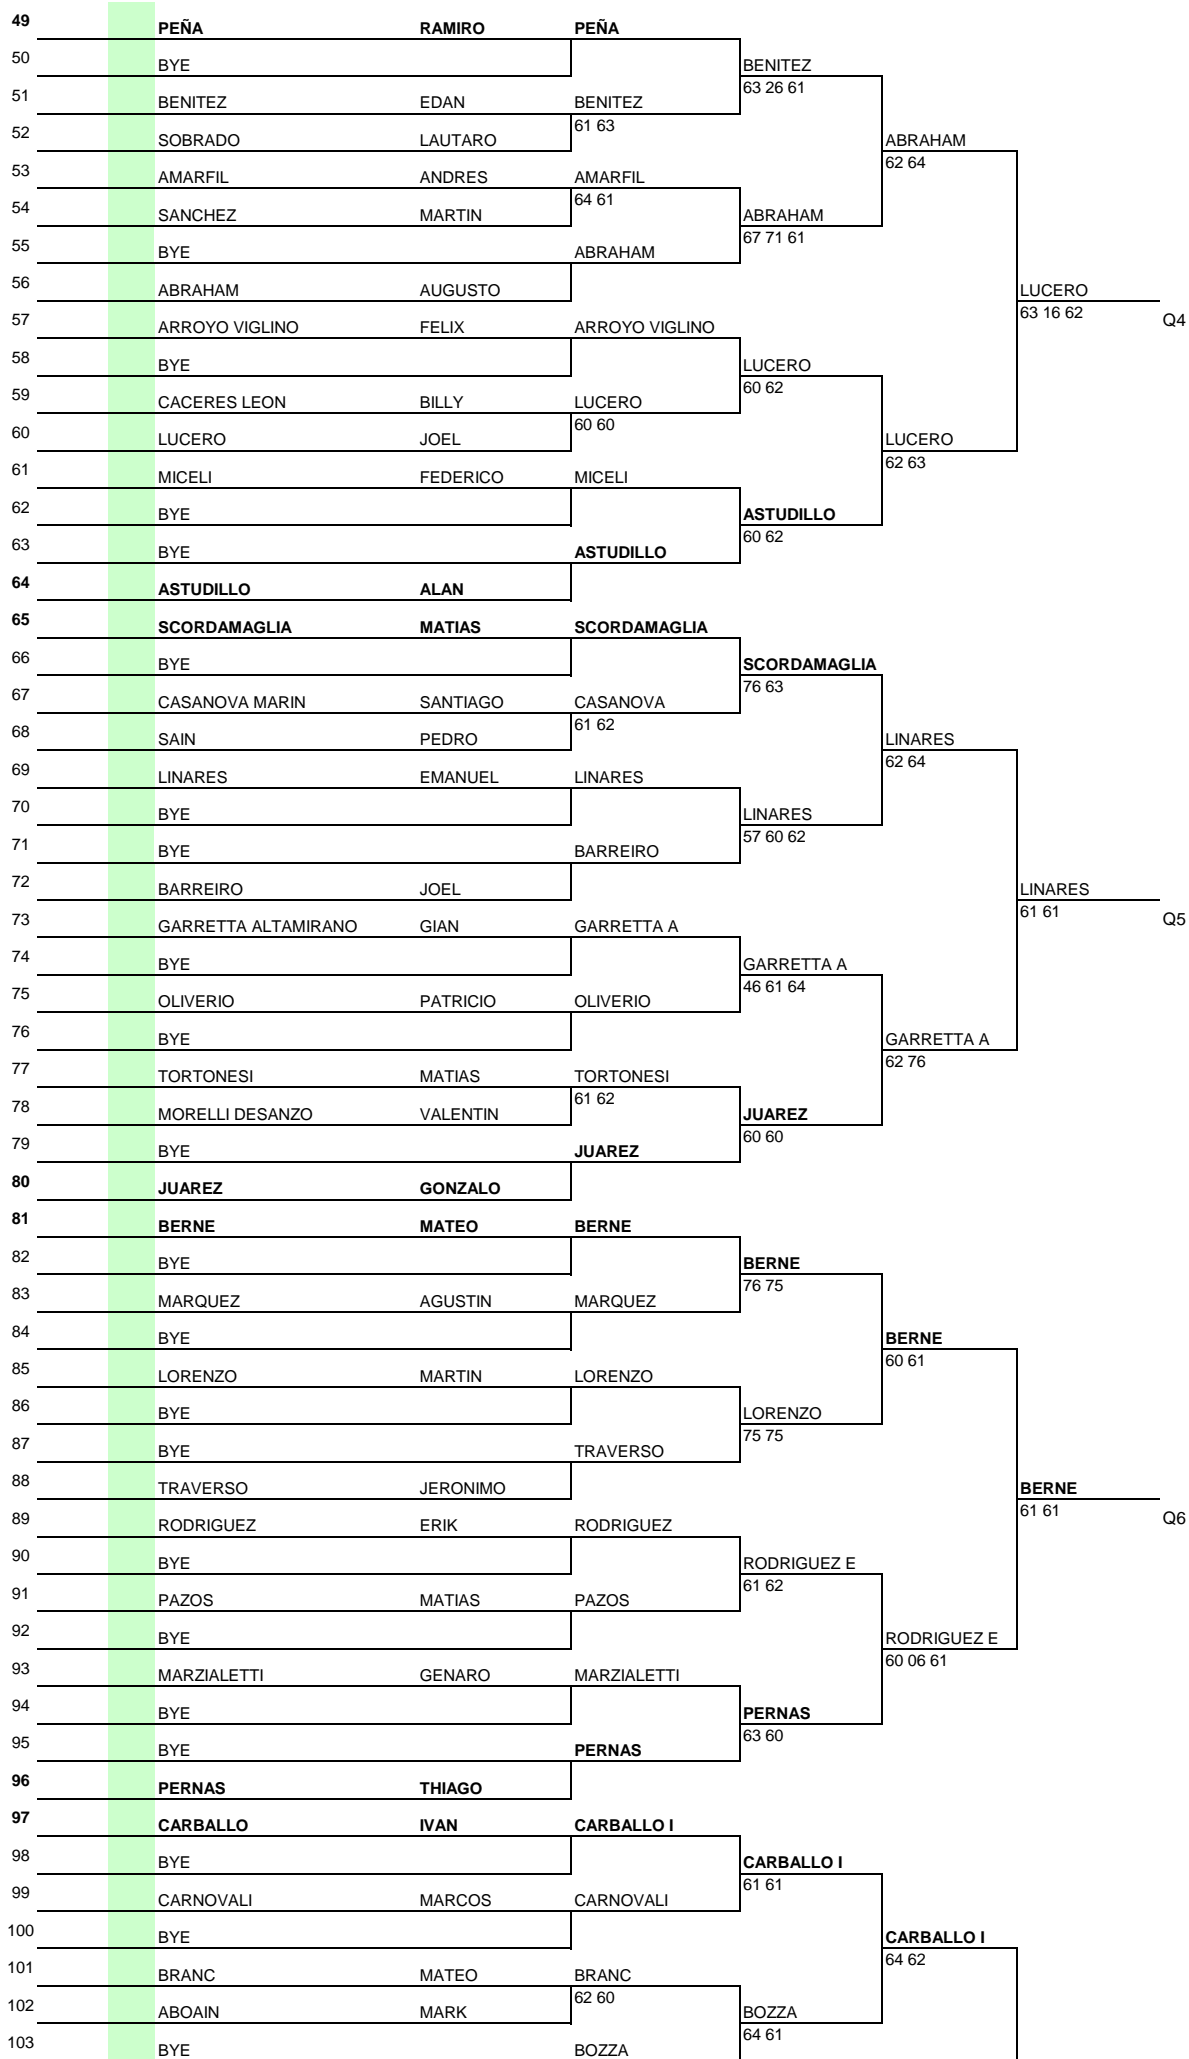 49 PEÑA RAMIRO PEÑA
50 BYE BENITEZ
63 26 61
51 BENITEZ EDAN BENITEZ
61 63
52 SOBRADO LAUTARO ABRAHAM
62 64
53 AMARFIL ANDRES AMARFIL
64 61
54 SANCHEZ MARTIN ABRAHAM
67 71 61
55 BYE ABRAHAM
56 ABRAHAM AUGUSTO LUCERO
63 16 62 Q4
57 ARROYO VIGLINO FELIX ARROYO VIGLINO
58 BYE LUCERO
60 62
59 CACERES LEON BILLY LUCERO
60 60
60 LUCERO JOEL LUCERO
62 63
61 MICELI FEDERICO MICELI
62 BYE ASTUDILLO
60 62
63 BYE ASTUDILLO
64 ASTUDILLO ALAN
65 SCORDAMAGLIA MATIAS SCORDAMAGLIA
66 BYE SCORDAMAGLIA
76 63
67 CASANOVA MARIN SANTIAGO CASANOVA
61 62
68 SAIN PEDRO LINARES
62 64
69 LINARES EMANUEL LINARES
70 BYE LINARES
57 60 62
71 BYE BARREIRO
72 BARREIRO JOEL LINARES
61 61 Q5
73 GARRETTA ALTAMIRANO GIAN GARRETTA A
74 BYE GARRETTA A
46 61 64
75 OLIVERIO PATRICIO OLIVERIO
76 BYE GARRETTA A
62 76
77 TORTONESI MATIAS TORTONESI
61 62
78 MORELLI DESANZO VALENTIN JUAREZ
60 60
79 BYE JUAREZ
80 JUAREZ GONZALO
81 BERNE MATEO BERNE
82 BYE BERNE
76 75
83 MARQUEZ AGUSTIN MARQUEZ
84 BYE BERNE
60 61
85 LORENZO MARTIN LORENZO
86 BYE LORENZO
75 75
87 BYE TRAVERSO
88 TRAVERSO JERONIMO BERNE
61 61 Q6
89 RODRIGUEZ ERIK RODRIGUEZ
90 BYE RODRIGUEZ E
61 62
91 PAZOS MATIAS PAZOS
92 BYE RODRIGUEZ E
60 06 61
93 MARZIALETTI GENARO MARZIALETTI
94 BYE PERNAS
63 60
95 BYE PERNAS
96 PERNAS THIAGO
97 CARBALLO IVAN CARBALLO I
98 BYE CARBALLO I
61 61
99 CARNOVALI MARCOS CARNOVALI
100 BYE CARBALLO I
64 62
101 BRANC MATEO BRANC
62 60
102 ABOAIN MARK BOZZA
64 61
103 BYE BOZZA